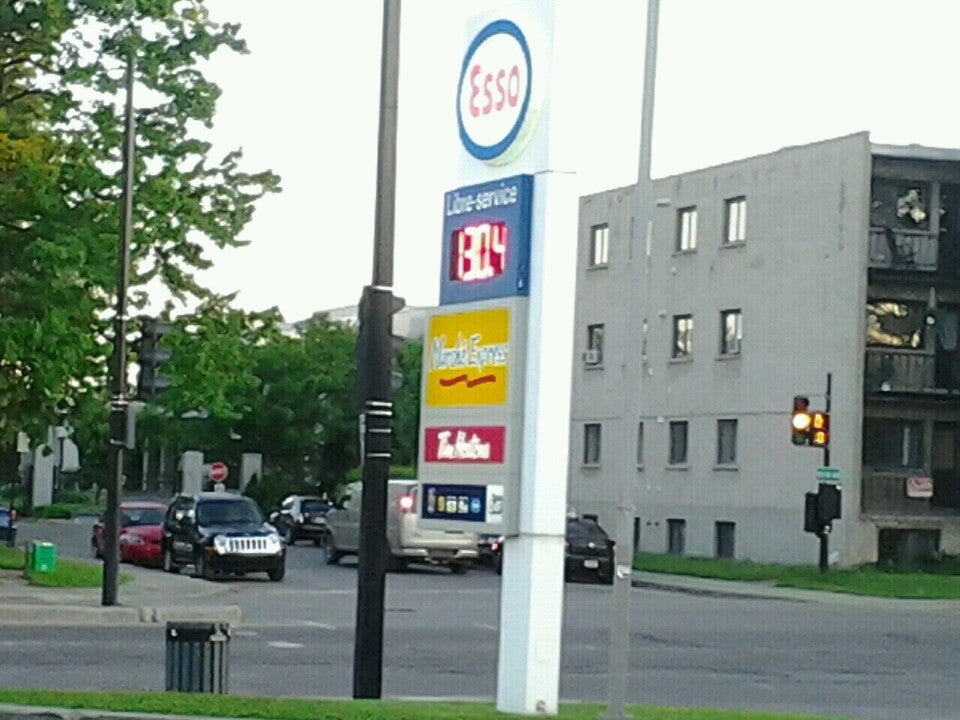 Esso
Libre-service
130.4
Marché Express
Tim Hortons